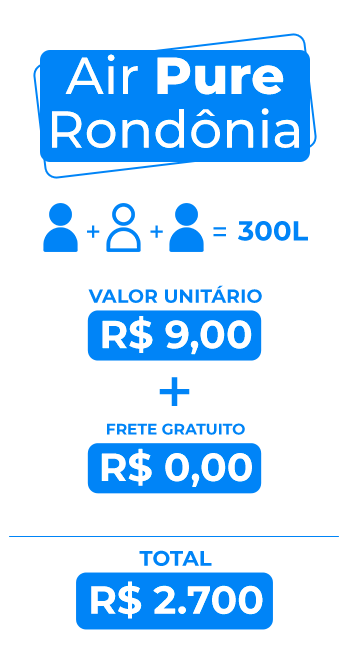 Air Pure
Rondônia
+ + = 300L
VALOR UNITÁRIO
R$ 9,00
+
FRETE GRATUITO
R$ 0,00
TOTAL
R$ 2.700